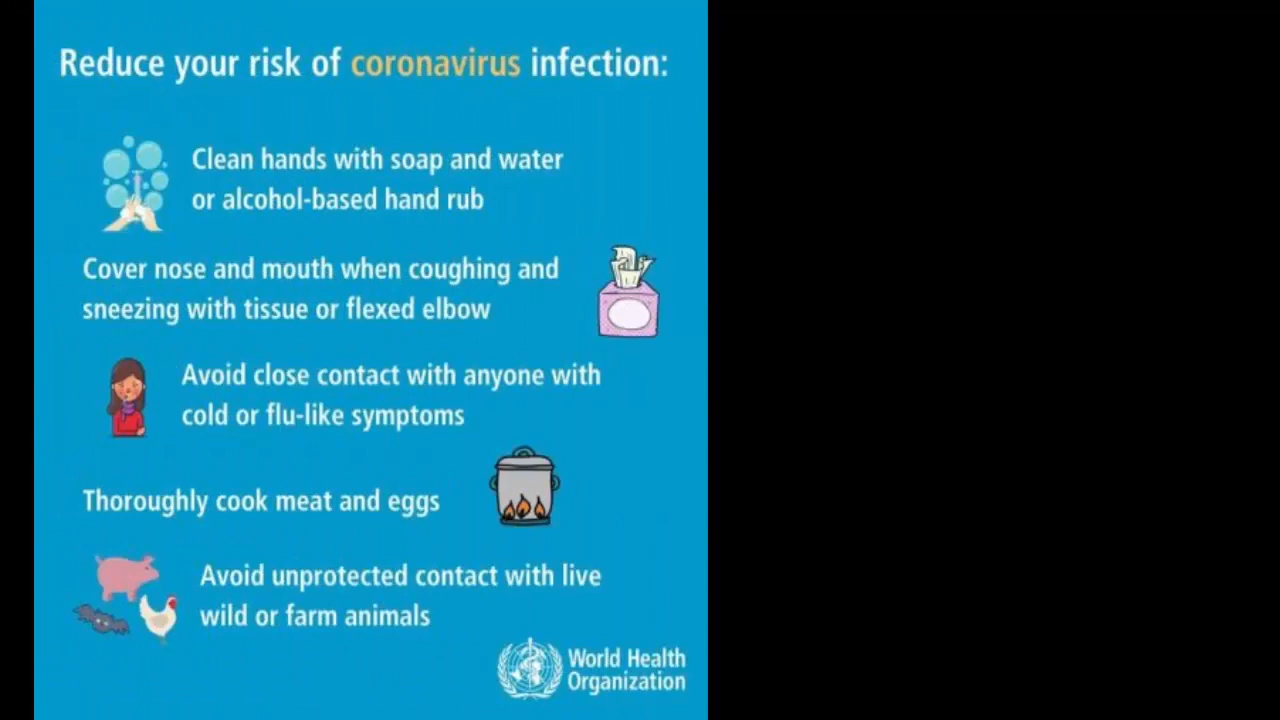 Reduce your risk of coronavirus infection:
Clean hands with soap and water
or alcohol-based hand rub
Cover nose and mouth when coughing and
sneezing with tissue or flexed elbow
Avoid close contact with anyone with
cold or flu-like symptoms
Thoroughly cook meat and eggs
Avoid unprotected contact with live
wild or farm animals
World Health
Organization